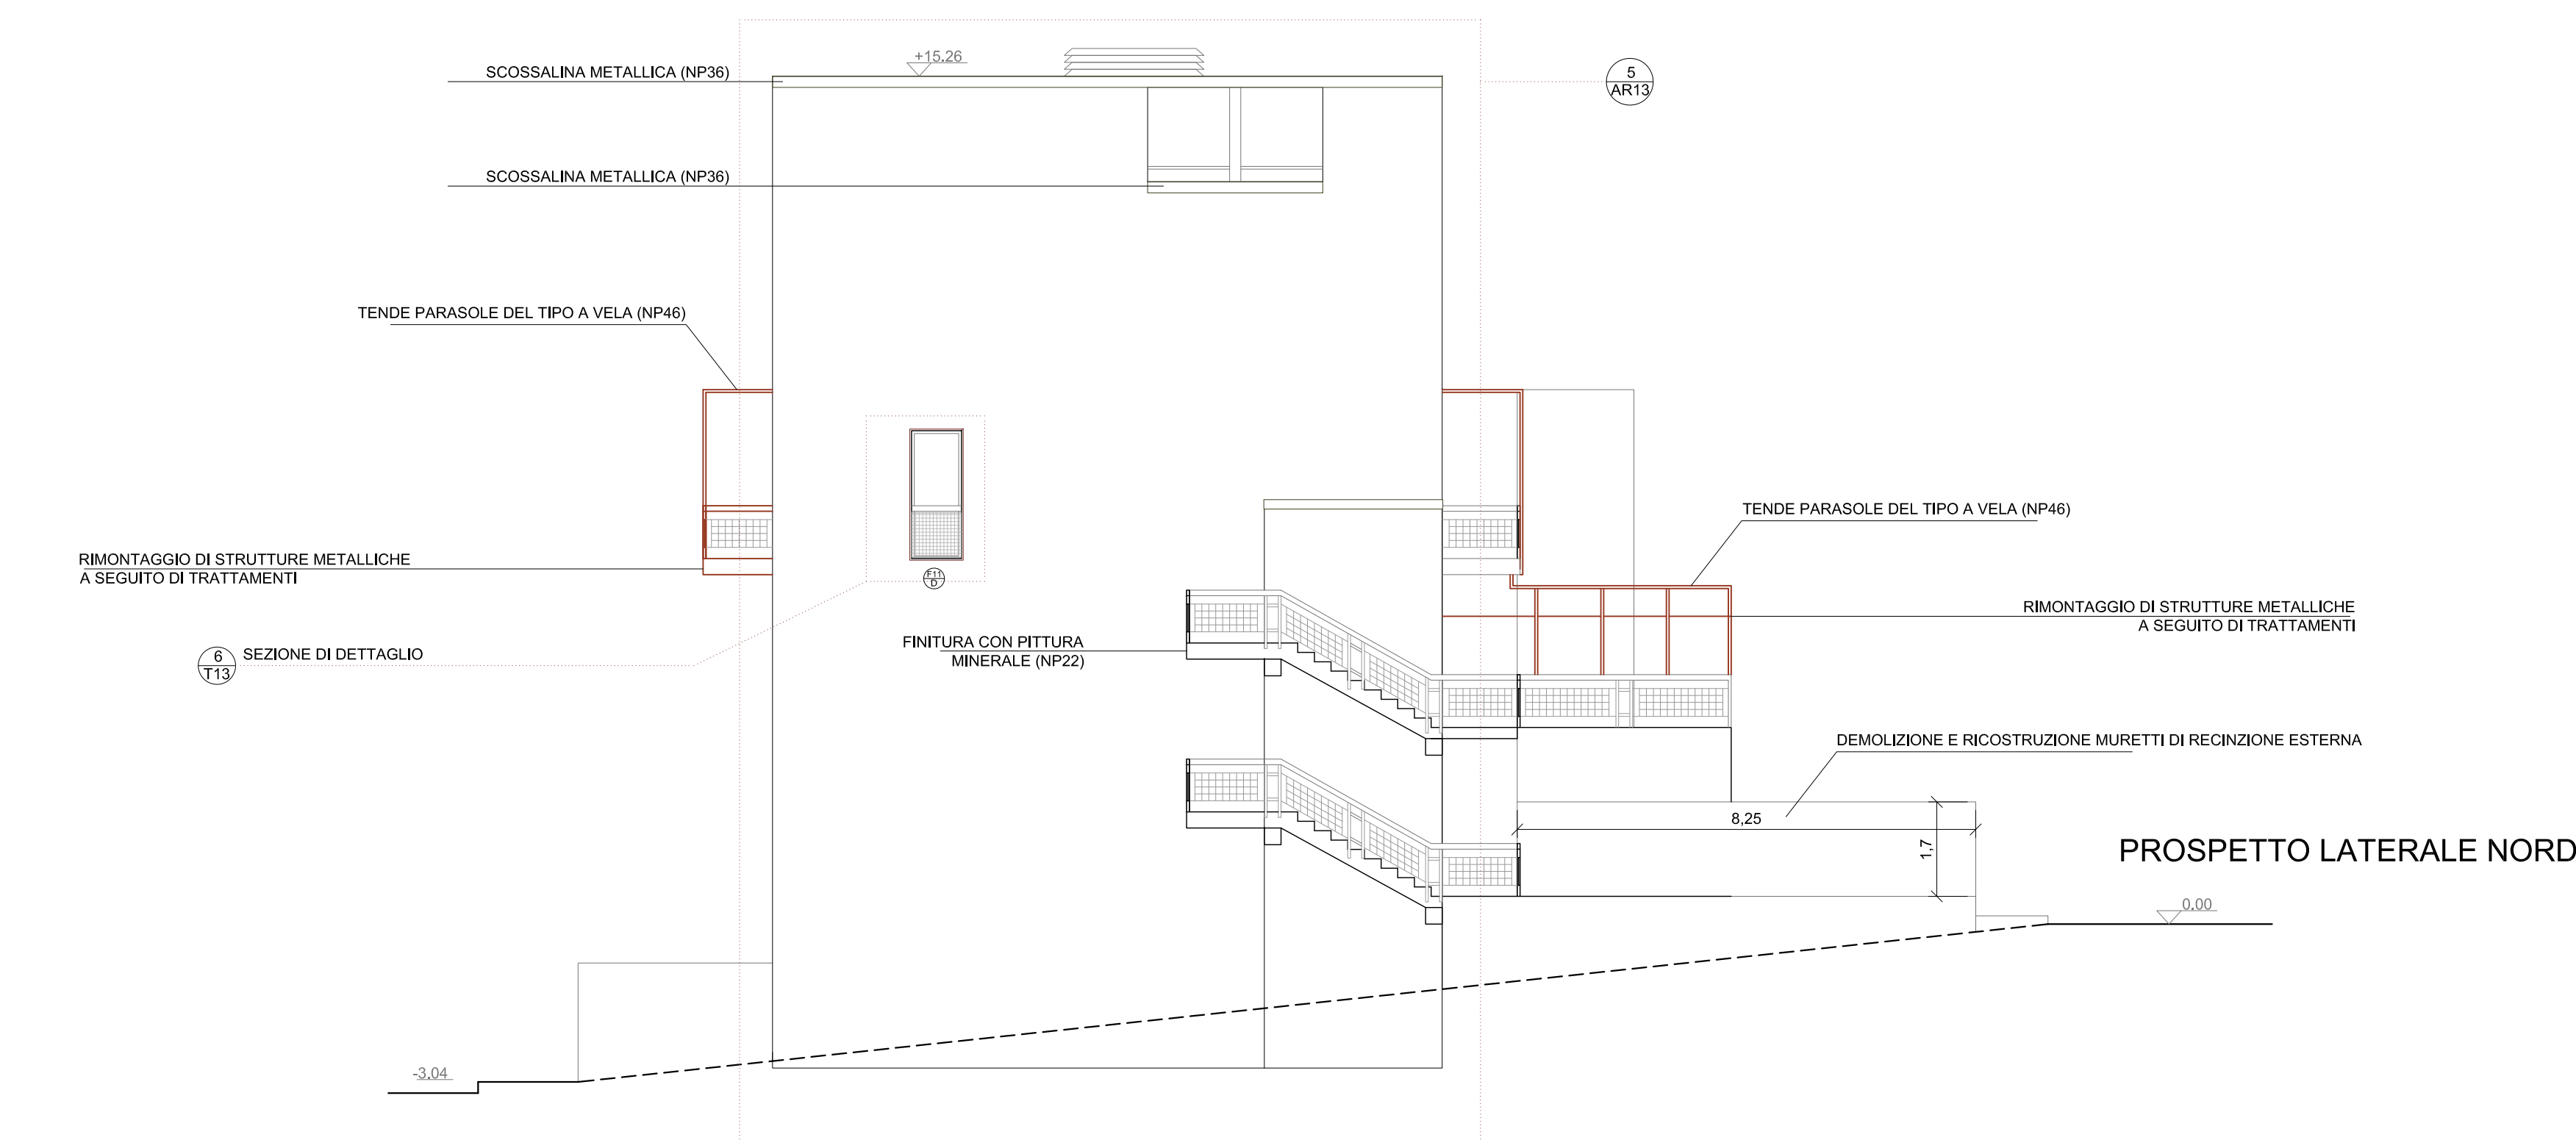 +15.26
SCOSSALINA METALLICA (NP36)
5
AR13
SCOSSALINA METALLICA (NP36)
TENDE PARASOLE DEL TIPO A VELA (NP46)
TENDE PARASOLE DEL TIPO A VELA (NP46)
RIMONTAGGIO DI STRUTTURE METALLICHE
A SEGUITO DI TRATTAMENTI
F11
D
RIMONTAGGIO DI STRUTTURE METALLICHE
A SEGUITO DI TRATTAMENTI
FINITURA CON PITTURA
MINERALE (NP22)
6
T13
SEZIONE DI DETTAGLIO
DEMOLIZIONE E RICOSTRUZIONE MURETTI DI RECINZIONE ESTERNA
8,25
1,7
PROSPETTO LATERALE NORD
0.00
-3.04